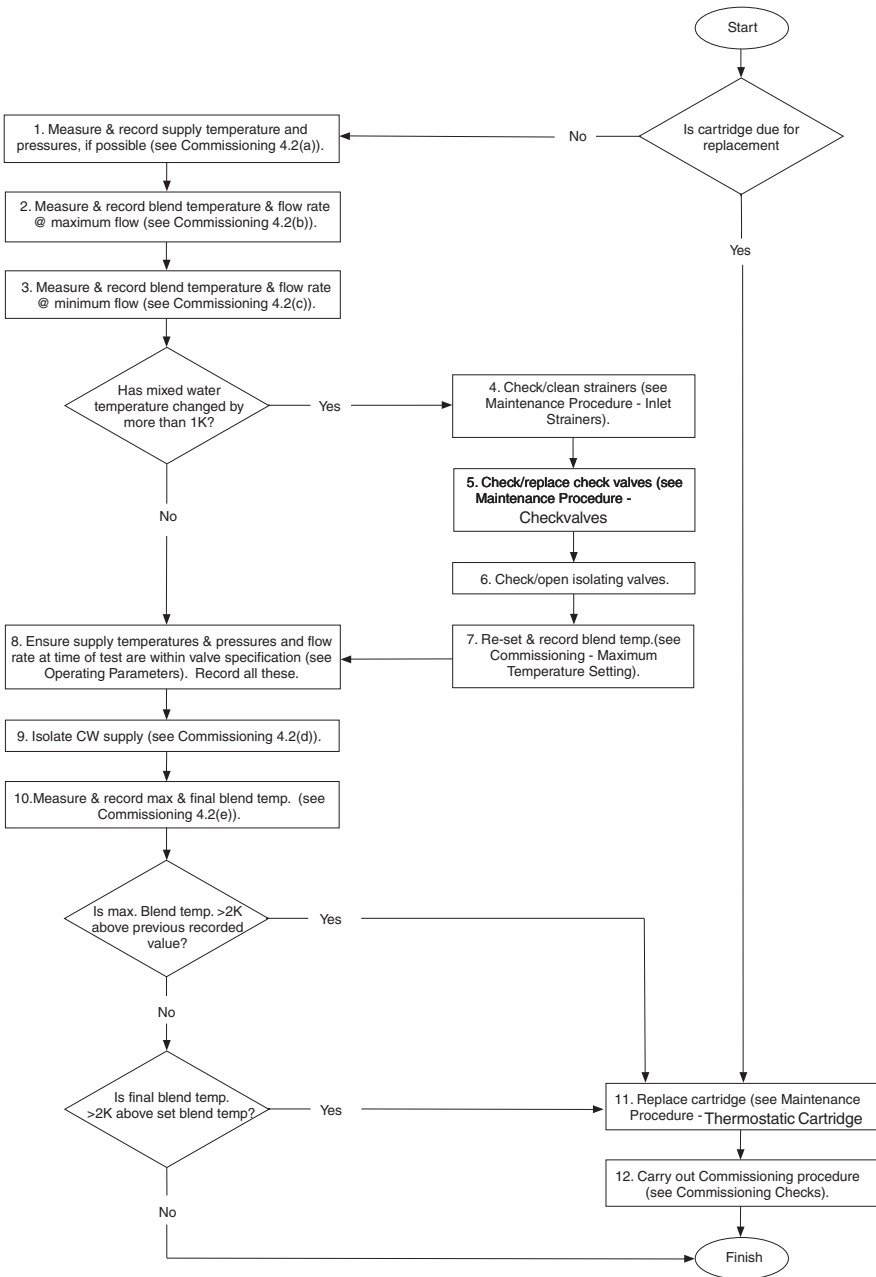 Start
Is cartridge due for
replacement
No
Yes
1. Measure & record supply temperature and
pressures, if possible (see Commissioning 4.2(a)).
2. Measure & record blend temperature & flow rate
@ maximum flow (see Commissioning 4.2(b)).
3. Measure & record blend temperature & flow rate
@ minimum flow (see Commissioning 4.2(c)).
Has mixed water
temperature changed by
more than 1K?
Yes
No
4. Check/clean strainers (see
Maintenance Procedure - Inlet
Strainers).
5. Check/replace check valves (see
Maintenance Procedure -
Checkvalves
6. Check/open isolating valves.
7. Re-set & record blend temp.(see
Commissioning - Maximum
Temperature Setting).
8. Ensure supply temperatures & pressures and flow
rate at time of test are within valve specification (see
Operating Parameters). Record all these.
9. Isolate CW supply (see Commissioning 4.2(d)).
10.Measure & record max & final blend temp. (see
Commissioning 4.2(e)).
Is max. Blend temp. >2K
above previous recorded
value?
Yes
No
Is final blend temp.
>2K above set blend temp?
Yes
No
11. Replace cartridge (see Maintenance
Procedure - Thermostatic Cartridge
12. Carry out Commissioning procedure
(see Commissioning Checks).
Finish